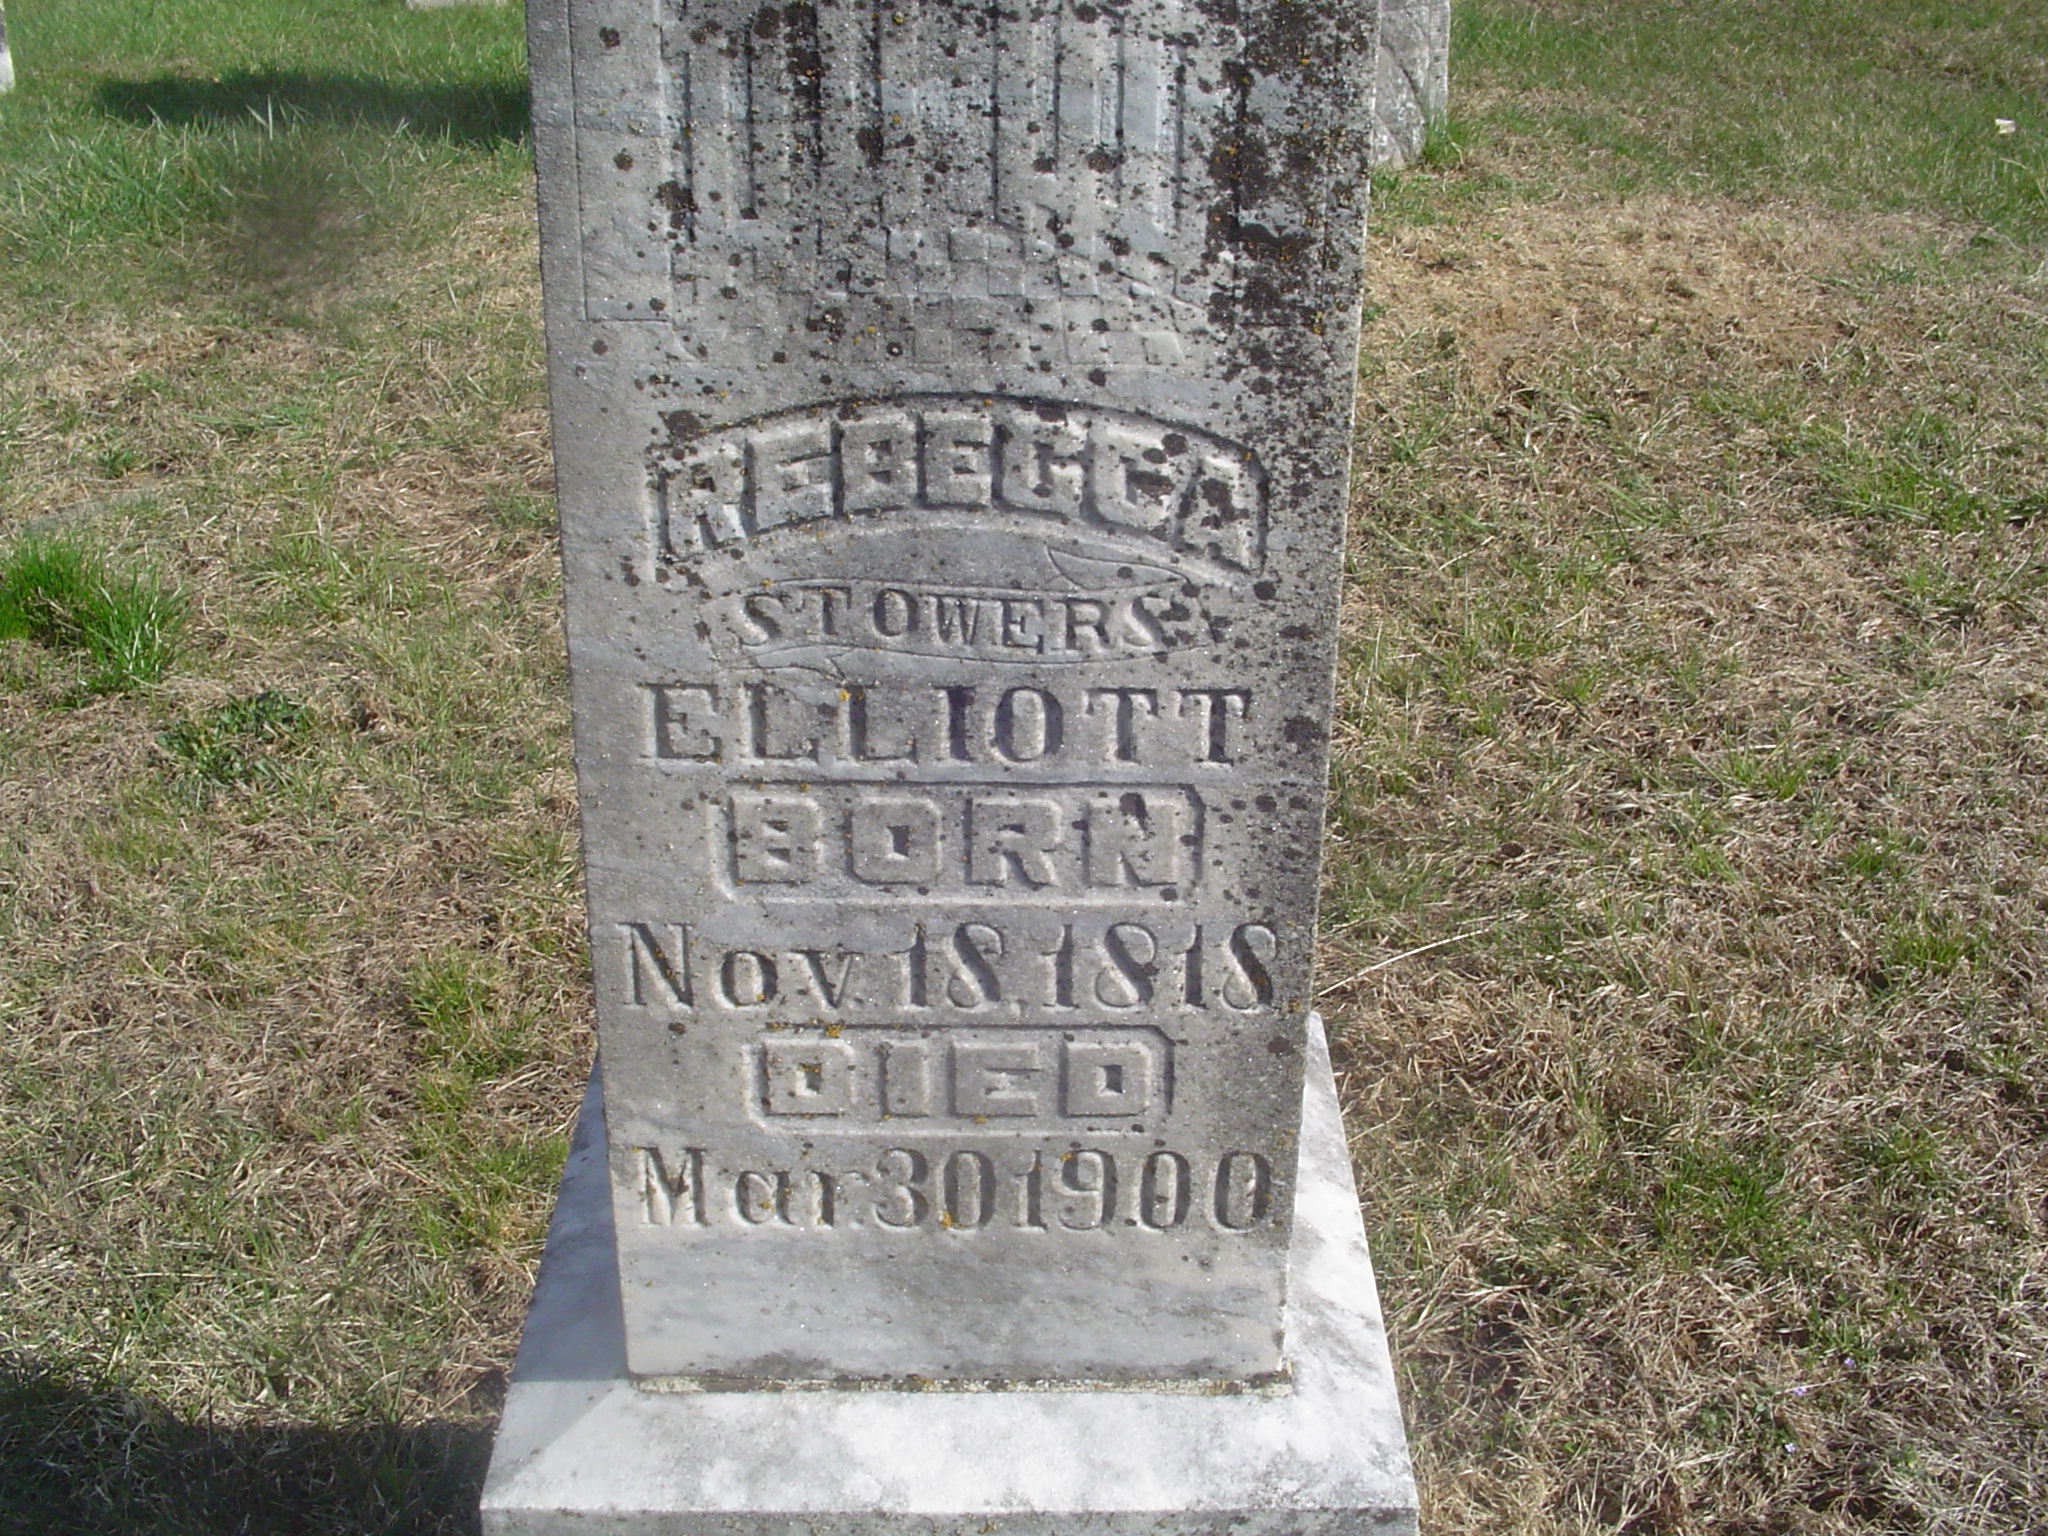 REBECCA
STOWERS
ELLIOTT
BORN
Nov. 18, 1818
DIED
Mar. 30 1900